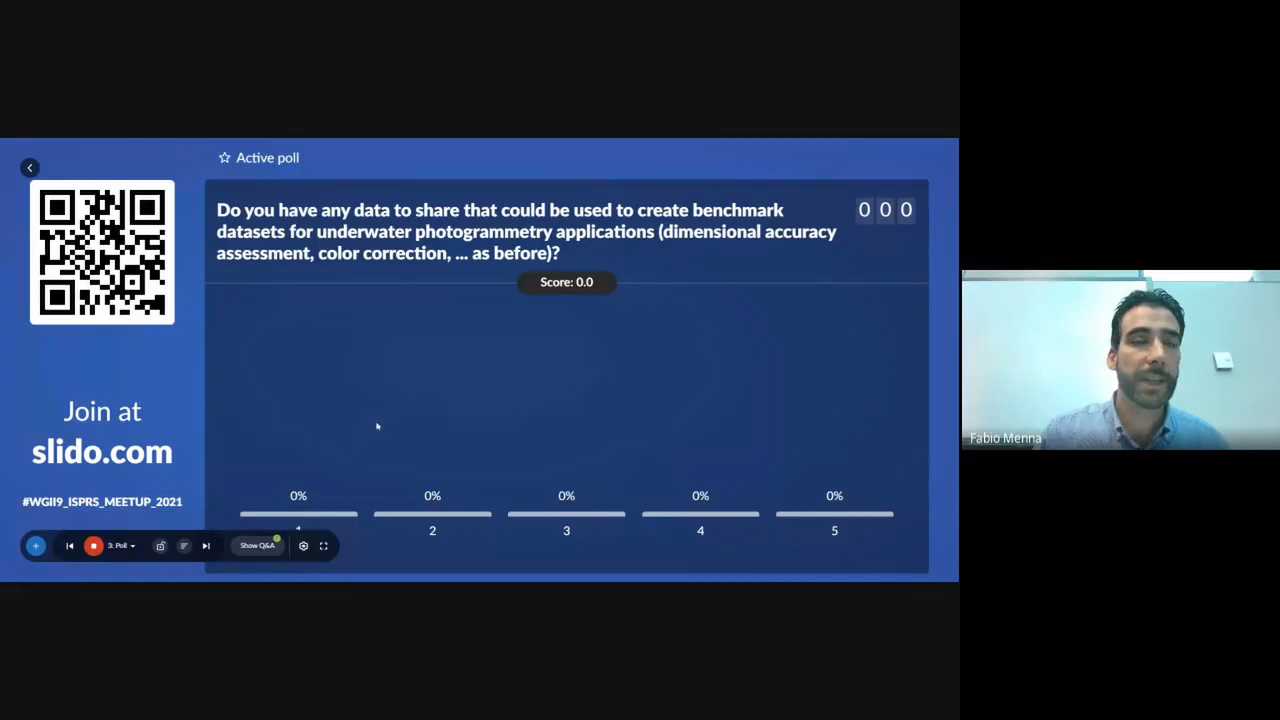 Active poll
Do you have any data to share that could be used to create benchmark
datasets for underwater photogrammetry applications (dimensional accuracy
assessment, color correction, ... as before)?
0 0 0
Score: 0.0
Join at
slido.com
#WGII9_ISPRS_MEETUP_2021
0% 0% 0% 0% 0%
2 3 4 5
3: Poll
Show Q&A
Fabio Menna